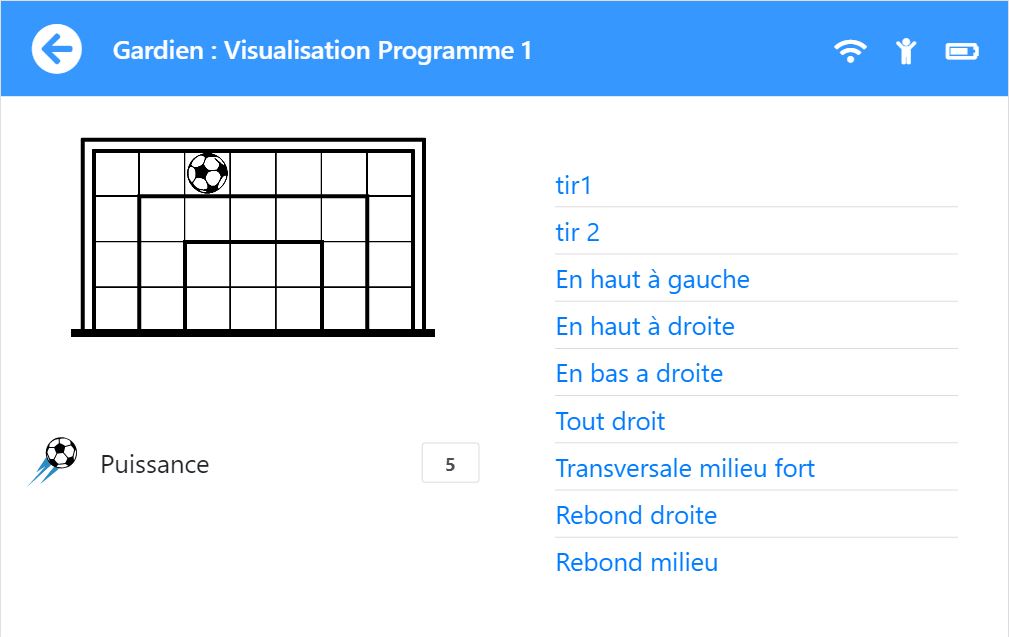 Gardien : Visualisation Programme 1
tir1
tir 2
En haut à gauche
En haut à droite
En bas a droite
Tout droit
Transversale milieu fort
Rebond droite
Rebond milieu
Puissance
5